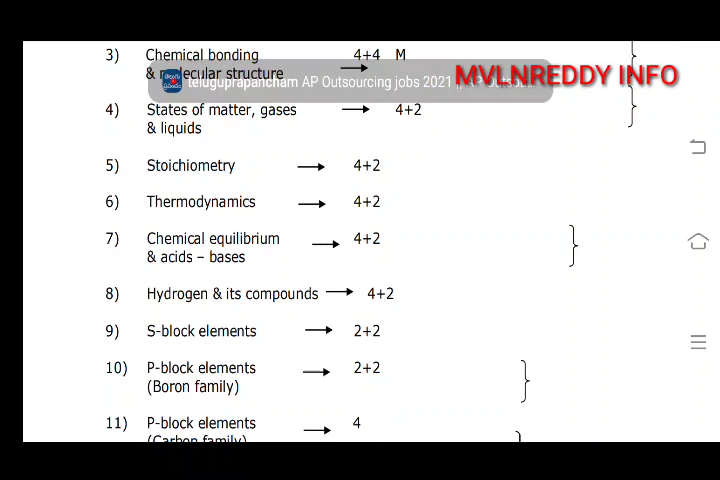 3) Chemical bonding → 4+4 M
& molecular structure
teluguprapancham AP Outsourcing jobs 2021 || AP
MVLNREDDY INFO
4) States of matter, gases → 4+2
& liquids
5) Stoichiometry → 4+2
6) Thermodynamics → 4+2
7) Chemical equilibrium → 4+2
& acids – bases
8) Hydrogen & its compounds → 4+2
9) S-block elements → 2+2
10) P-block elements → 2+2
(Boron family)
11) P-block elements → 4
(Carbon family)